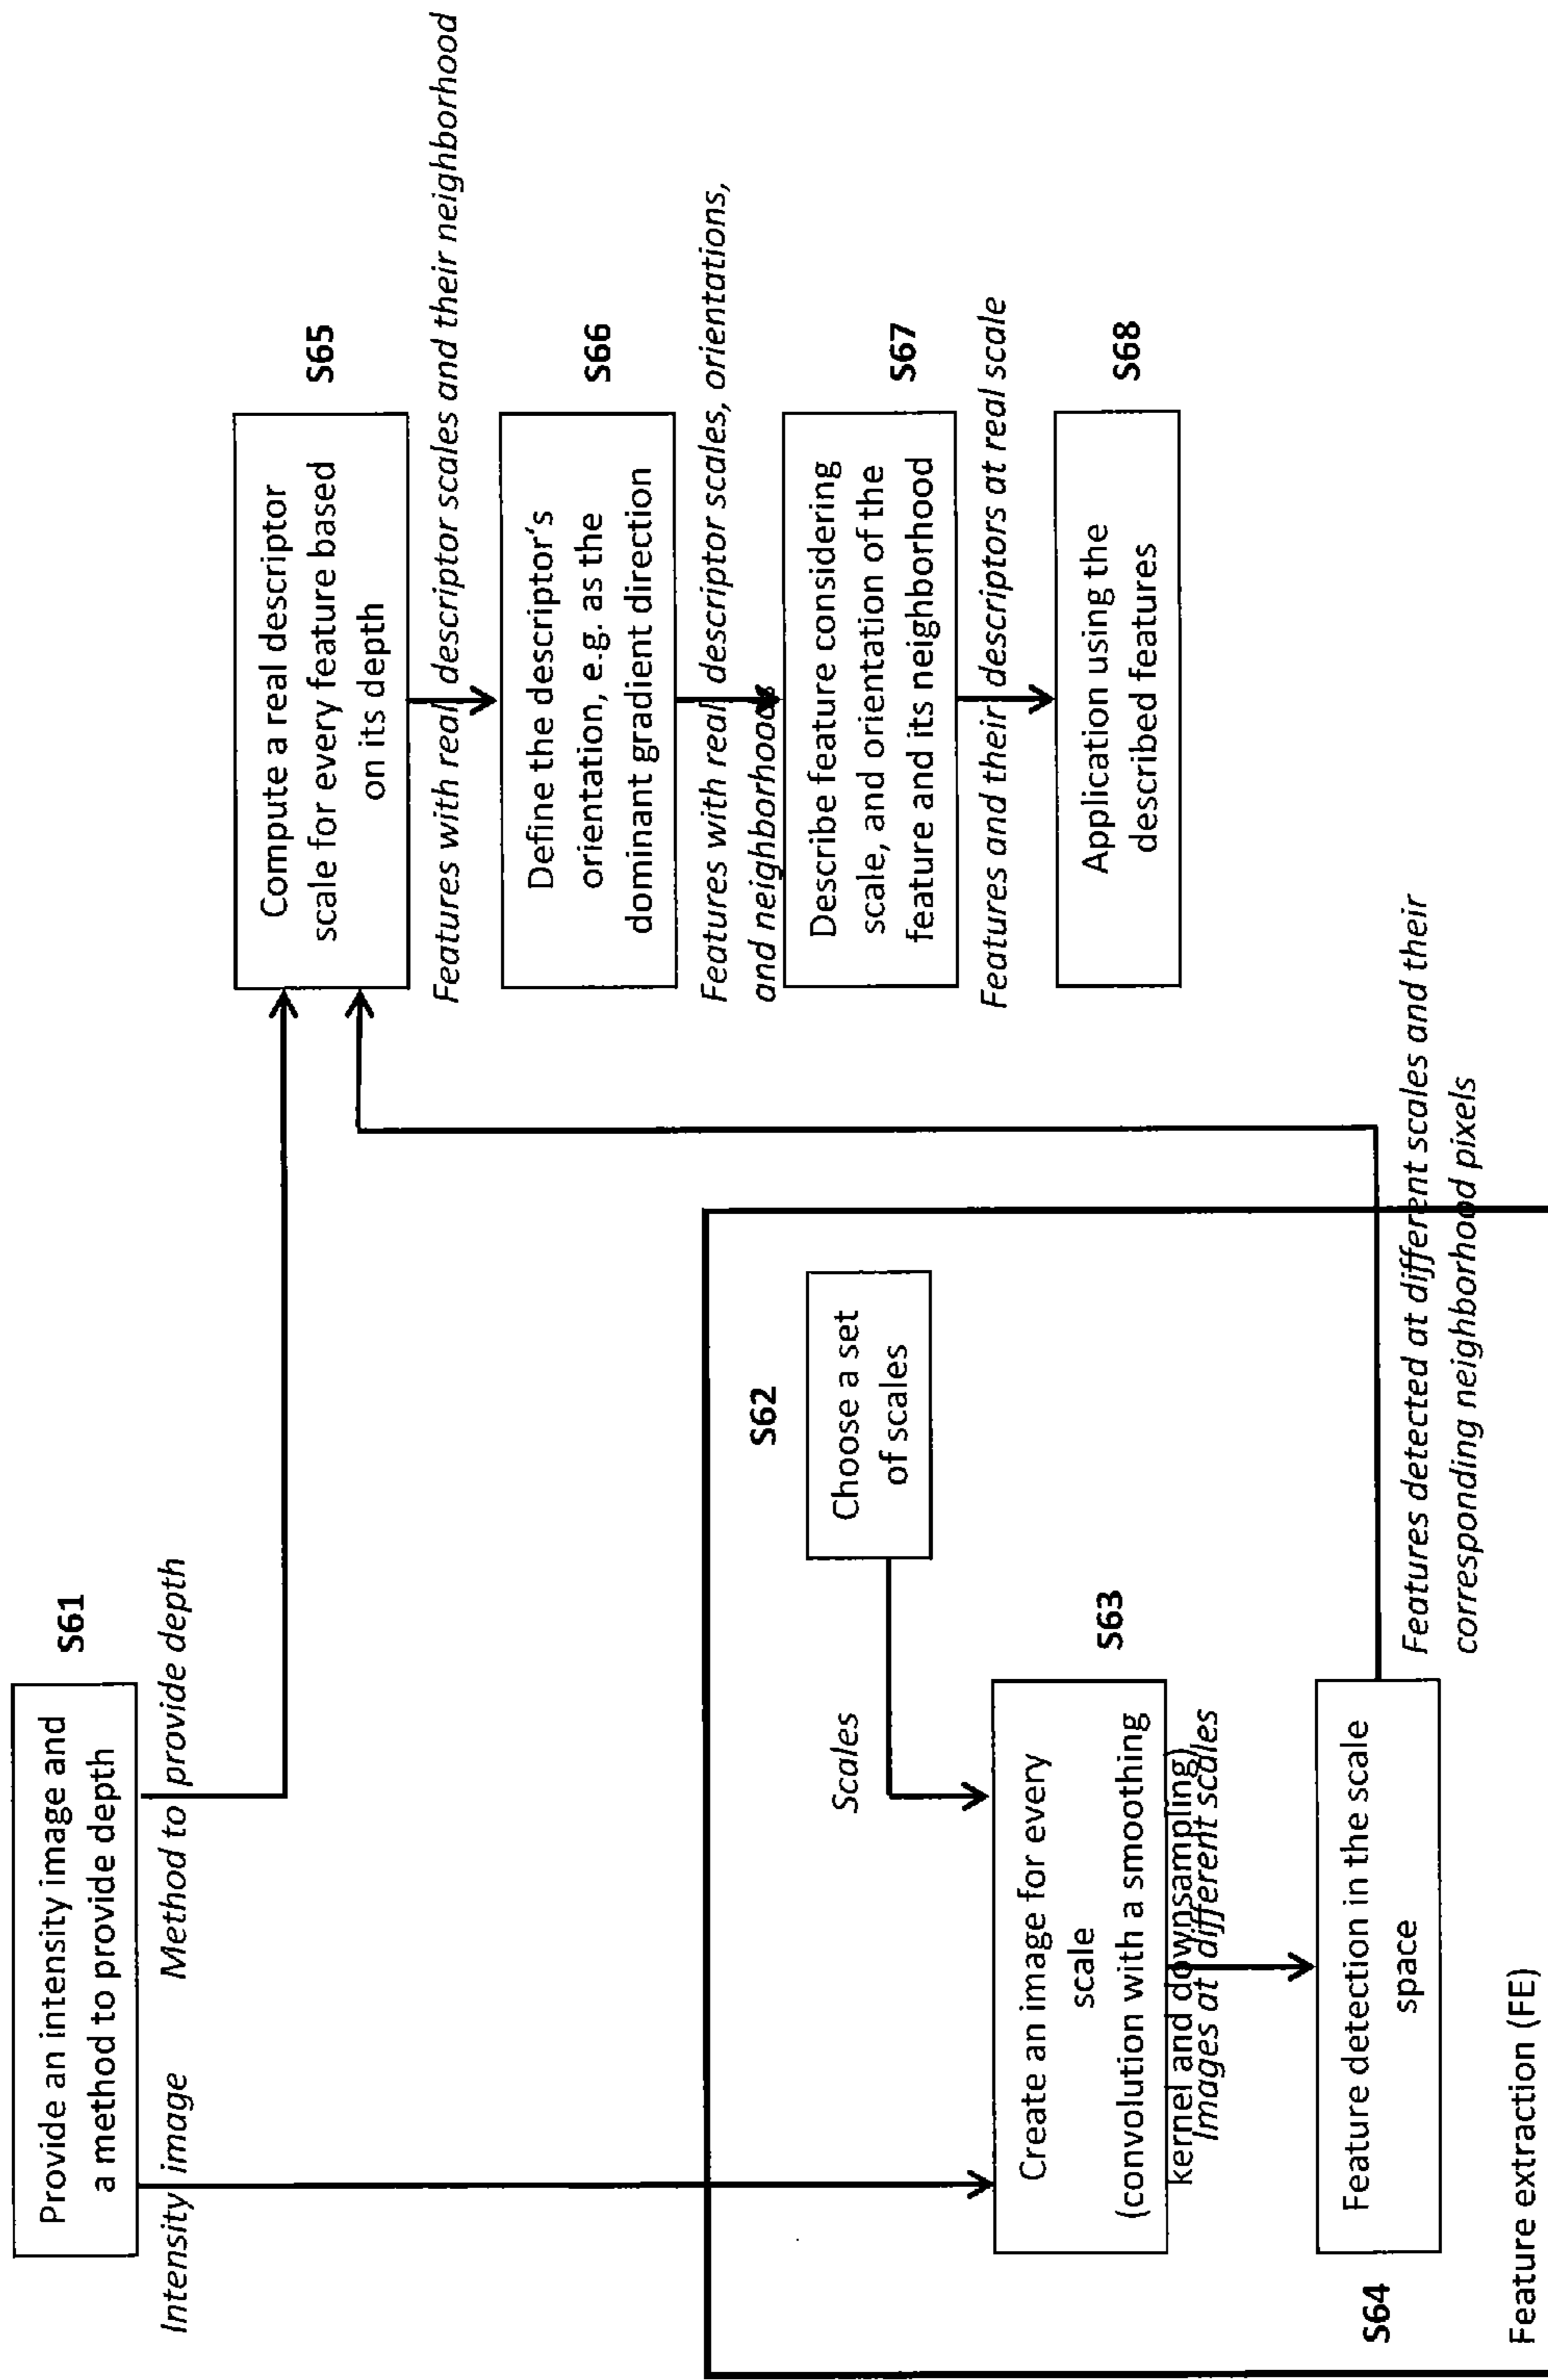 S61
Provide an intensity image and
a method to provide depth
Intensity image
Method to provide depth
S62
Choose a set
of scales
Scales
S63
Create an image for every
scale
(convolution with a smoothing
kernel and downsampling)
Images at different scales
S64
Feature detection in the scale
space
Features detected at different scales and their
corresponding neighborhood pixels
Feature extraction (FE)
S65
Compute a real descriptor
scale for every feature based
on its depth
Features with real descriptor scales and their neighborhood
S66
Define the descriptor's
orientation, e.g. as the
dominant gradient direction
Features with real descriptor scales, orientations,
and neighborhoods
S67
Describe feature considering
scale, and orientation of the
feature and its neighborhood
Features and their descriptors at real scale
S68
Application using the
described features